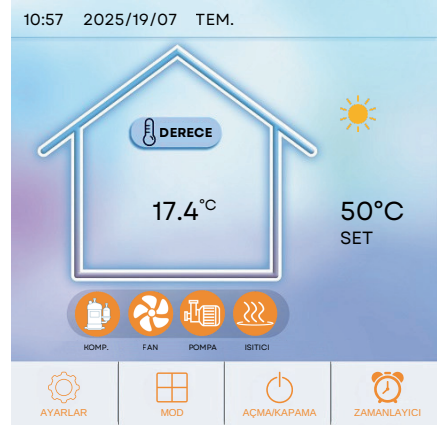 10:57 2025/19/07 TEM.
DERECE
17.4°C
50°C
SET
KOMP. FAN POMPA ISITICI
AYARLAR MOD AÇMA/KAPAMA ZAMANLAYICI